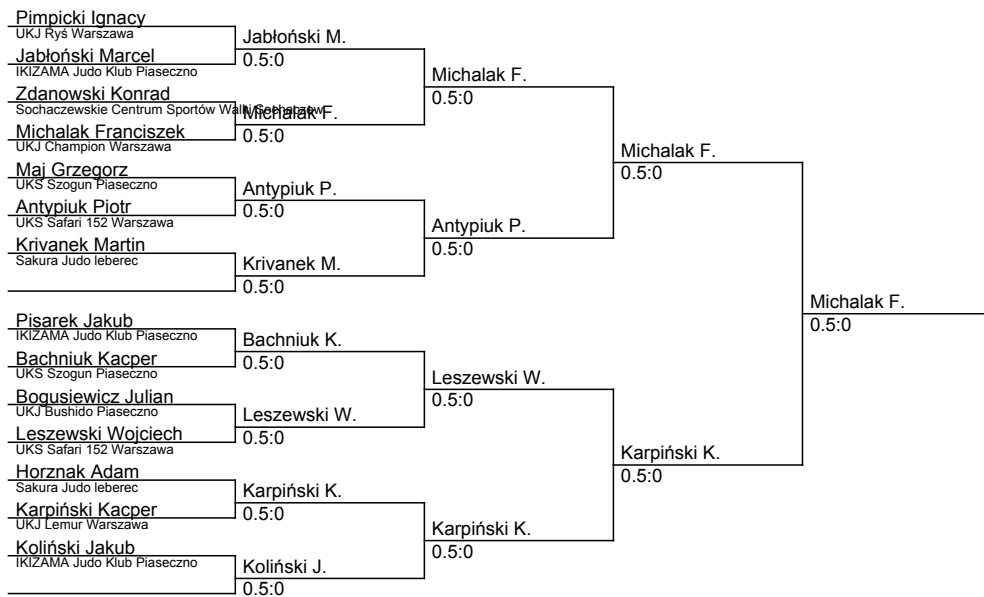 Pimpicki Ignacy
UKJ Ryś Warszawa
Jabłoński Marcel
IKIZAMA Judo Klub Piaseczno
Zdanowski Konrad
Sochaczewskie Centrum Sportów Walki Sochaczew
Michalak Franciszek
UKJ Champion Warszawa
Maj Grzegorz
UKS Szogun Piaseczno
Antypiuk Piotr
UKS Safari 152 Warszawa
Krivanek Martin
Sakura Judo leberec
Pisarek Jakub
IKIZAMA Judo Klub Piaseczno
Bachniuk Kacper
UKS Szogun Piaseczno
Bogusiewicz Julian
UKJ Bushido Piaseczno
Leszewski Wojciech
UKS Safari 152 Warszawa
Horznak Adam
Sakura Judo leberec
Karpiński Kacper
UKJ Lemur Warszawa
Koliński Jakub
IKIZAMA Judo Klub Piaseczno
Jabłoński M.
0.5:0
Michalak F.
0.5:0
Antypiuk P.
0.5:0
Krivanek M.
0.5:0
Bachniuk K.
0.5:0
Leszewski W.
0.5:0
Karpiński K.
0.5:0
Koliński J.
0.5:0
Michalak F.
0.5:0
Antypiuk P.
0.5:0
Leszewski W.
0.5:0
Karpiński K.
0.5:0
Michalak F.
0.5:0
Karpiński K.
0.5:0
Michalak F.
0.5:0